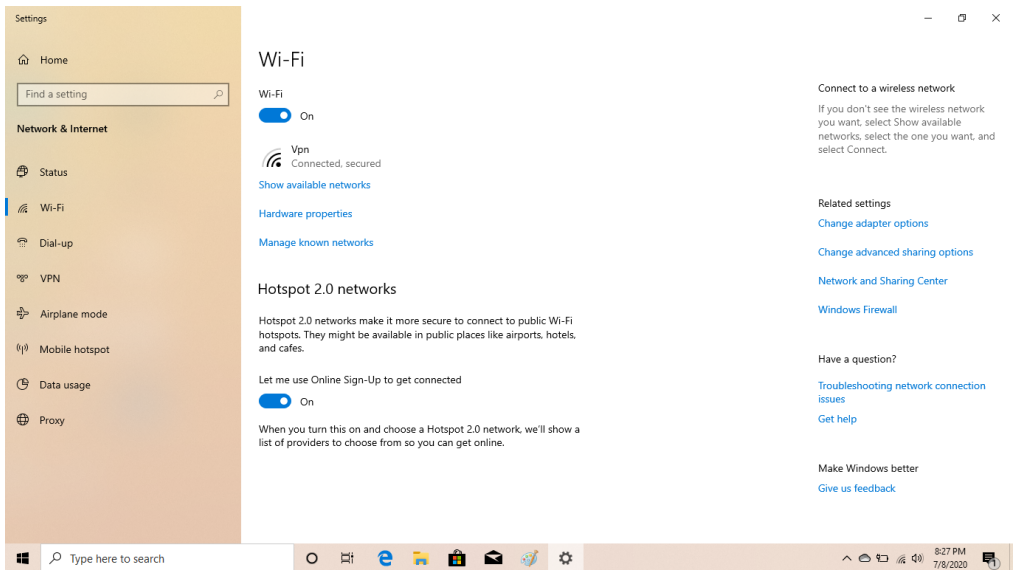 Settings
Home
Find a setting
Network & Internet
Status
Wi-Fi
Dial-up
VPN
Airplane mode
Mobile hotspot
Data usage
Proxy
Wi-Fi
Wi-Fi
On
Vpn
Connected, secured
Show available networks
Hardware properties
Manage known networks
Hotspot 2.0 networks
Hotspot 2.0 networks make it more secure to connect to public Wi-Fi
hotspots. They might be available in public places like airports, hotels,
and cafes.
Let me use Online Sign-Up to get connected
On
When you turn this on and choose a Hotspot 2.0 network, we'll show a
list of providers to choose from so you can get online.
Connect to a wireless network
If you don't see the wireless network
you want, select Show available
networks, select the one you want, and
select Connect.
Related settings
Change adapter options
Change advanced sharing options
Network and Sharing Center
Windows Firewall
Have a question?
Troubleshooting network connection
issues
Get help
Make Windows better
Give us feedback
Type here to search
8:27 PM
7/8/2020
1